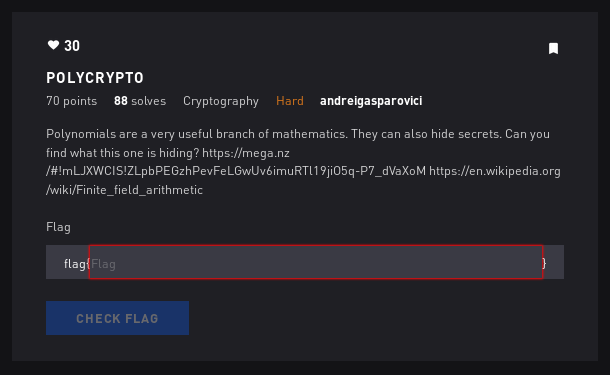 30
POLYCRYPTO
70 points 88 solves Cryptography Hard andreigasparovici
Polynomials are a very useful branch of mathematics. They can also hide secrets. Can you
find what this one is hiding? https://mega.nz
/#!mLJXWCIS!ZLpbPEGzhPevFeLGwUv6imuRTl19jiO5q-P7_dVaXoM https://en.wikipedia.org
/wiki/Finite_field_arithmetic
Flag
flag{Flag }
CHECK FLAG